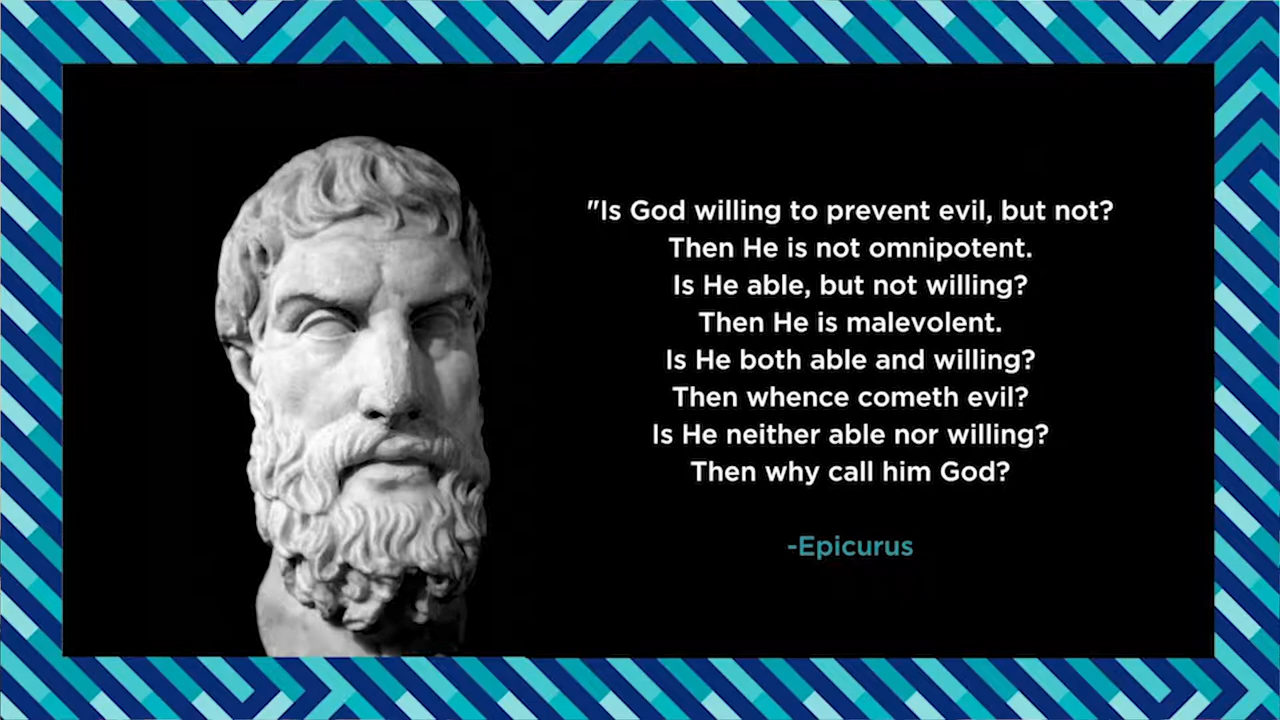 "Is God willing to prevent evil, but not?
Then He is not omnipotent.
Is He able, but not willing?
Then He is malevolent.
Is He both able and willing?
Then whence cometh evil?
Is He neither able nor willing?
Then why call him God?
-Epicurus